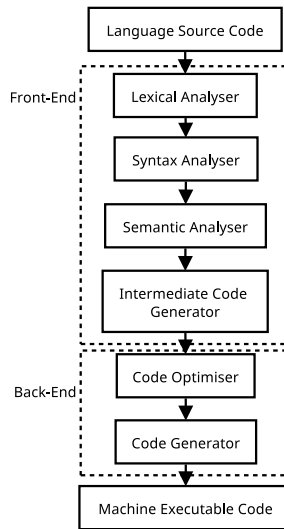 Language Source Code
Front-End
Lexical Analyser
Syntax Analyser
Semantic Analyser
Intermediate Code
Generator
Back-End
Code Optimiser
Code Generator
Machine Executable Code